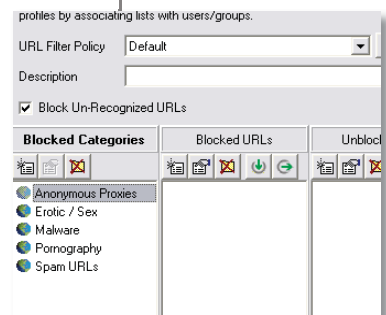 profiles by associating lists with users/groups.
URL Filter Policy Default
Description
Block Un-Recognized URLs
Blocked Categories Blocked URLs
Anonymous Proxies
Erotic / Sex
Malware
Pornography
Spam URLs